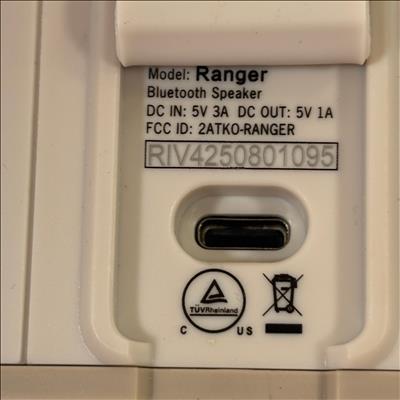 Model: Ranger
Bluetooth Speaker
DC IN: 5V 3A DC OUT: 5V 1A
FCC ID: 2ATKO-RANGER
RIV4250801095
TÜVRheinland
C US